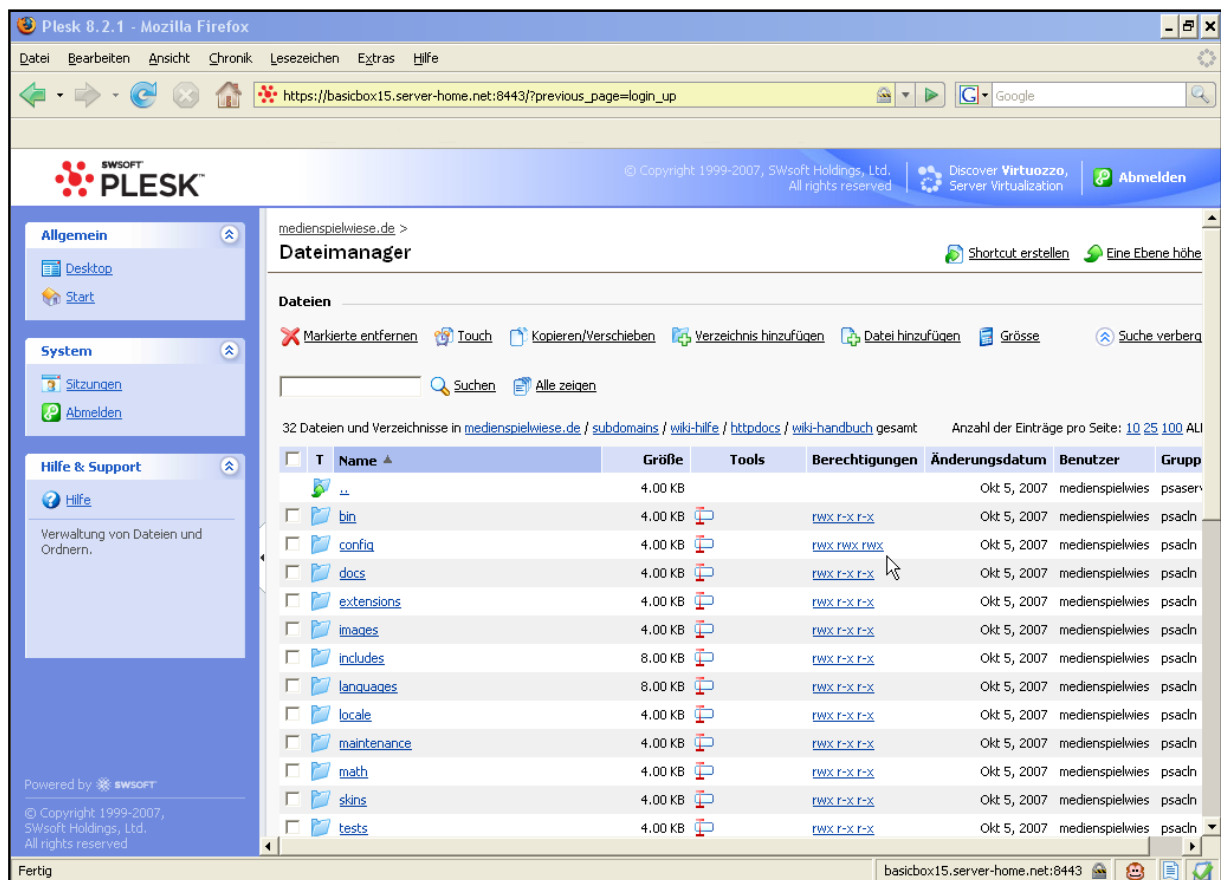 Plesk 8.2.1 - Mozilla Firefox
Datei Bearbeiten Ansicht Chronik Lesezeichen Extras Hilfe
https://basicbox15.server-home.net:8443/?previous_page=login_up
Google
SWSOFT
PLESK™
© Copyright 1999-2007, SWsoft Holdings, Ltd.
All rights reserved
Discover Virtuozzo,
Server Virtualization
Abmelden
Allgemein
Desktop
Start
System
Sitzungen
Abmelden
Hilfe & Support
Hilfe
Verwaltung von Dateien und
Ordnern.
Powered by SWSOFT
© Copyright 1999-2007,
SWsoft Holdings, Ltd.
All rights reserved
medienspielwiese.de >
Dateimanager
Shortcut erstellen Eine Ebene höhe
Dateien
Markierte entfernen Touch Kopieren/Verschieben Verzeichnis hinzufügen Datei hinzufügen Grösse Suche verberg
Suchen Alle zeigen
32 Dateien und Verzeichnisse in medienspielwiese.de / subdomains / wiki-hilfe / httpdocs / wiki-handbuch gesamt Anzahl der Einträge pro Seite: 10 25 100 ALL
T Name Größe Tools Berechtigungen Änderungsdatum Benutzer Grupp
.. 4.00 KB Okt 5, 2007 medienspielwies psaserv
bin 4.00 KB rwx r-x r-x Okt 5, 2007 medienspielwies psacln
config 4.00 KB rwx rwx rwx Okt 5, 2007 medienspielwies psacln
docs 4.00 KB rwx r-x r-x Okt 5, 2007 medienspielwies psacln
extensions 4.00 KB rwx r-x r-x Okt 5, 2007 medienspielwies psacln
images 4.00 KB rwx r-x r-x Okt 5, 2007 medienspielwies psacln
includes 8.00 KB rwx r-x r-x Okt 5, 2007 medienspielwies psacln
languages 8.00 KB rwx r-x r-x Okt 5, 2007 medienspielwies psacln
locale 4.00 KB rwx r-x r-x Okt 5, 2007 medienspielwies psacln
maintenance 4.00 KB rwx r-x r-x Okt 5, 2007 medienspielwies psacln
math 4.00 KB rwx r-x r-x Okt 5, 2007 medienspielwies psacln
skins 4.00 KB rwx r-x r-x Okt 5, 2007 medienspielwies psacln
tests 4.00 KB rwx r-x r-x Okt 5, 2007 medienspielwies psacln
Fertig
basicbox15.server-home.net:8443